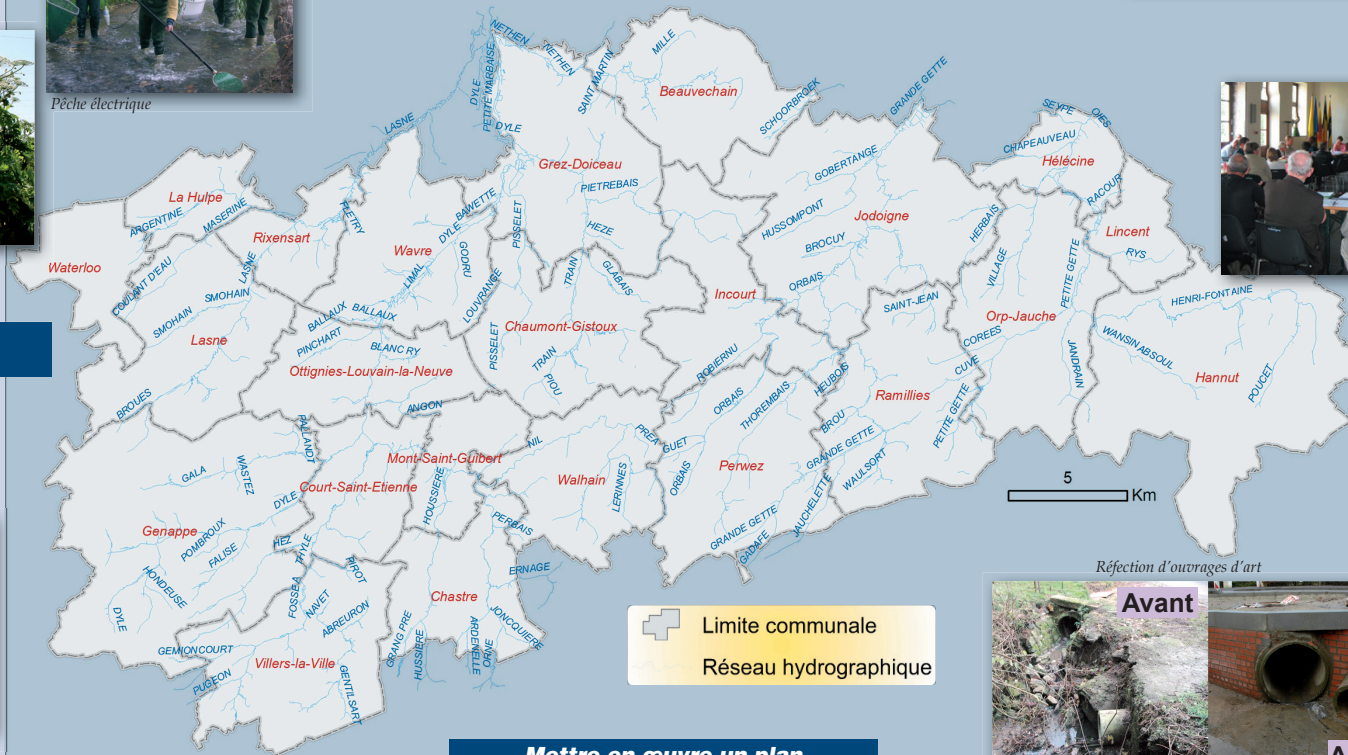 Pêche électrique
NETHEN
NETHEN
MILLE
DYLE
PETITE MARBAISE
SAINT MARTIN
Beauvechain
SCHOORBROEK
GRANDE GETTE
LASNE
DYLE
SEYPE
OIES
CHAPEAUVEAU
Hélécine
Grez-Doiceau
GOBERTANGE
PIETREBAIS
La Hulpe
ARGENTINE
MASERINE
BAWETTE
DYLE
PISSELET
HUSSOMPONT
Jodoigne
HERBAIS
RACOUR
Lincent
Rixensart
Wavre
GODRU
HEZE
BROCUY
RYS
Waterloo
COULANT D'EAU
LASNE
LIMAL
LOUVRANGE
TRAIN
GLABAIS
ORBAIS
VILLAGE
PETITE GETTE
SMOHAIN
SMOHAIN
Incourt
SAINT-JEAN
HENRI-FONTAINE
Lasne
BALLAUX
BALLAUX
PINCHART
BLANC RY
Chaumont-Gistoux
PISSELET
Orp-Jauche
COREES
WANSIN ABSOUL
Ottignies-Louvain-la-Neuve
TRAIN
PIOU
ROBIERNU
HEUBOIS
CUVE
JANDRAIN
Hannut
POUCET
BROUES
ANGON
ORBAIS
THOREMBAIS
Ramillies
PETITE GETTE
PALLANDT
NIL
PREA
GUET
BROU
GRANDE GETTE
WAULSORT
Mont-Saint-Guibert
GALA
WASTEZ
Court-Saint-Etienne
HOUSSIERE
Walhain
LERINNES
ORBAIS
Perwez
5
Km
DYLE
Genappe
POMBROUX
FALISE
HEZ
THYLE
PERBAIS
GRANDE GETTE
JAUCHELETTE
GADAFE
HONDEUSE
PIROT
ERNAGE
Réfection d'ouvrages d'art
DYLE
FOSSEA
NAVET
ABREURON
Chastre
JONCQUIERE
Avant
GEMIONCOURT
Villers-la-Ville
GRAND PRE
HUSSIERE
ARDENELLE
ORNE
Limite communale
Réseau hydrographique
PUGEON
GENTILSART
Mettre en œuvre un plan